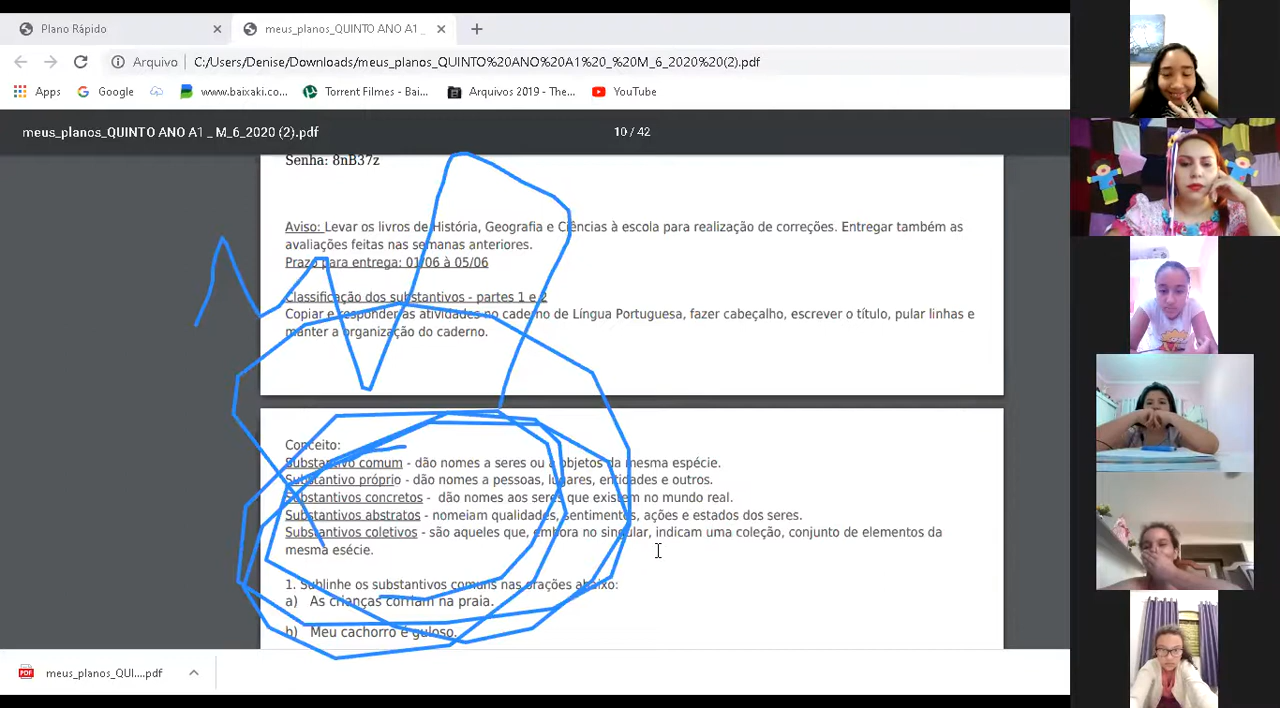 Plano Rápido
meus_planos_QUINTO ANO A1 _
Arquivo
C:/Users/Denise/Downloads/meus_planos_QUINTO%20ANO%20A1%20_%20M_6_2020%20(2).pdf
Apps
Google
www.baixaki.co...
Torrent Filmes - Bai...
Arquivos 2019 - The...
YouTube
meus_planos_QUINTO ANO A1 _ M_6_2020 (2).pdf
10 / 42
Senha: 8nB37z
Aviso: Levar os livros de História, Geografia e Ciências à escola para realização de correções. Entregar também as
avaliações feitas nas semanas anteriores.
Prazo para entrega: 01/06 à 05/06
Classificação dos substantivos - partes 1 e 2
Copiar e responder as atividades no caderno de Língua Portuguesa, fazer cabeçalho, escrever o título, pular linhas e
manter a organização do caderno.
Conceito:
Substantivo comum - dão nomes a seres ou a objetos da mesma espécie.
Substantivo próprio - dão nomes a pessoas, lugares, entidades e outros.
Substantivos concretos - dão nomes aos seres que existem no mundo real.
Substantivos abstratos - nomeiam qualidades, sentimentos, ações e estados dos seres.
Substantivos coletivos - são aqueles que, embora no singular, indicam uma coleção, conjunto de elementos da
mesma esécie.
1. Sublinhe os substantivos comuns nas orações abaixo:
a) As crianças corriam na praia.
b) Meu cachorro é guloso.
PDF
meus_planos_QUI....pdf